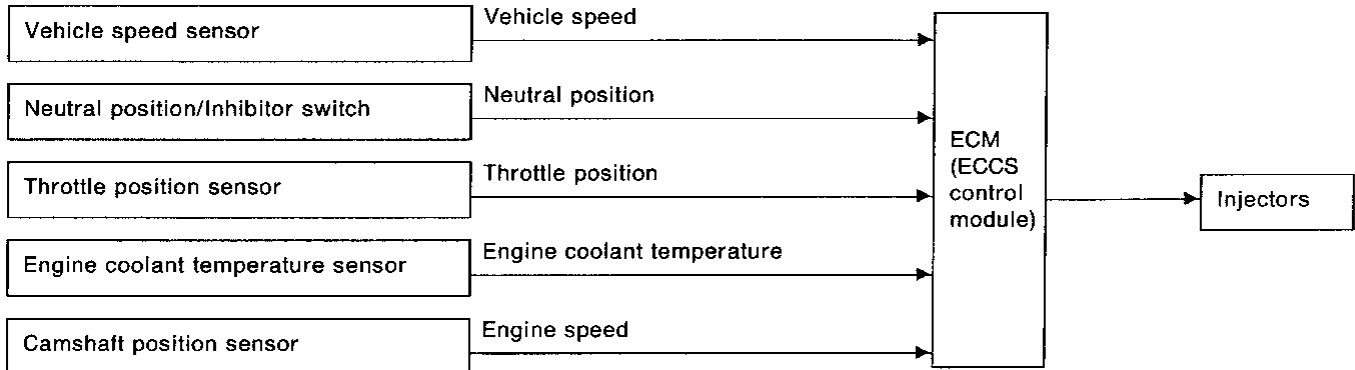 Vehicle speed sensor
Vehicle speed
Neutral position/Inhibitor switch
Neutral position
Throttle position sensor
Throttle position
Engine coolant temperature sensor
Engine coolant temperature
Camshaft position sensor
Engine speed
ECM
(ECCS
control
module)
Injectors